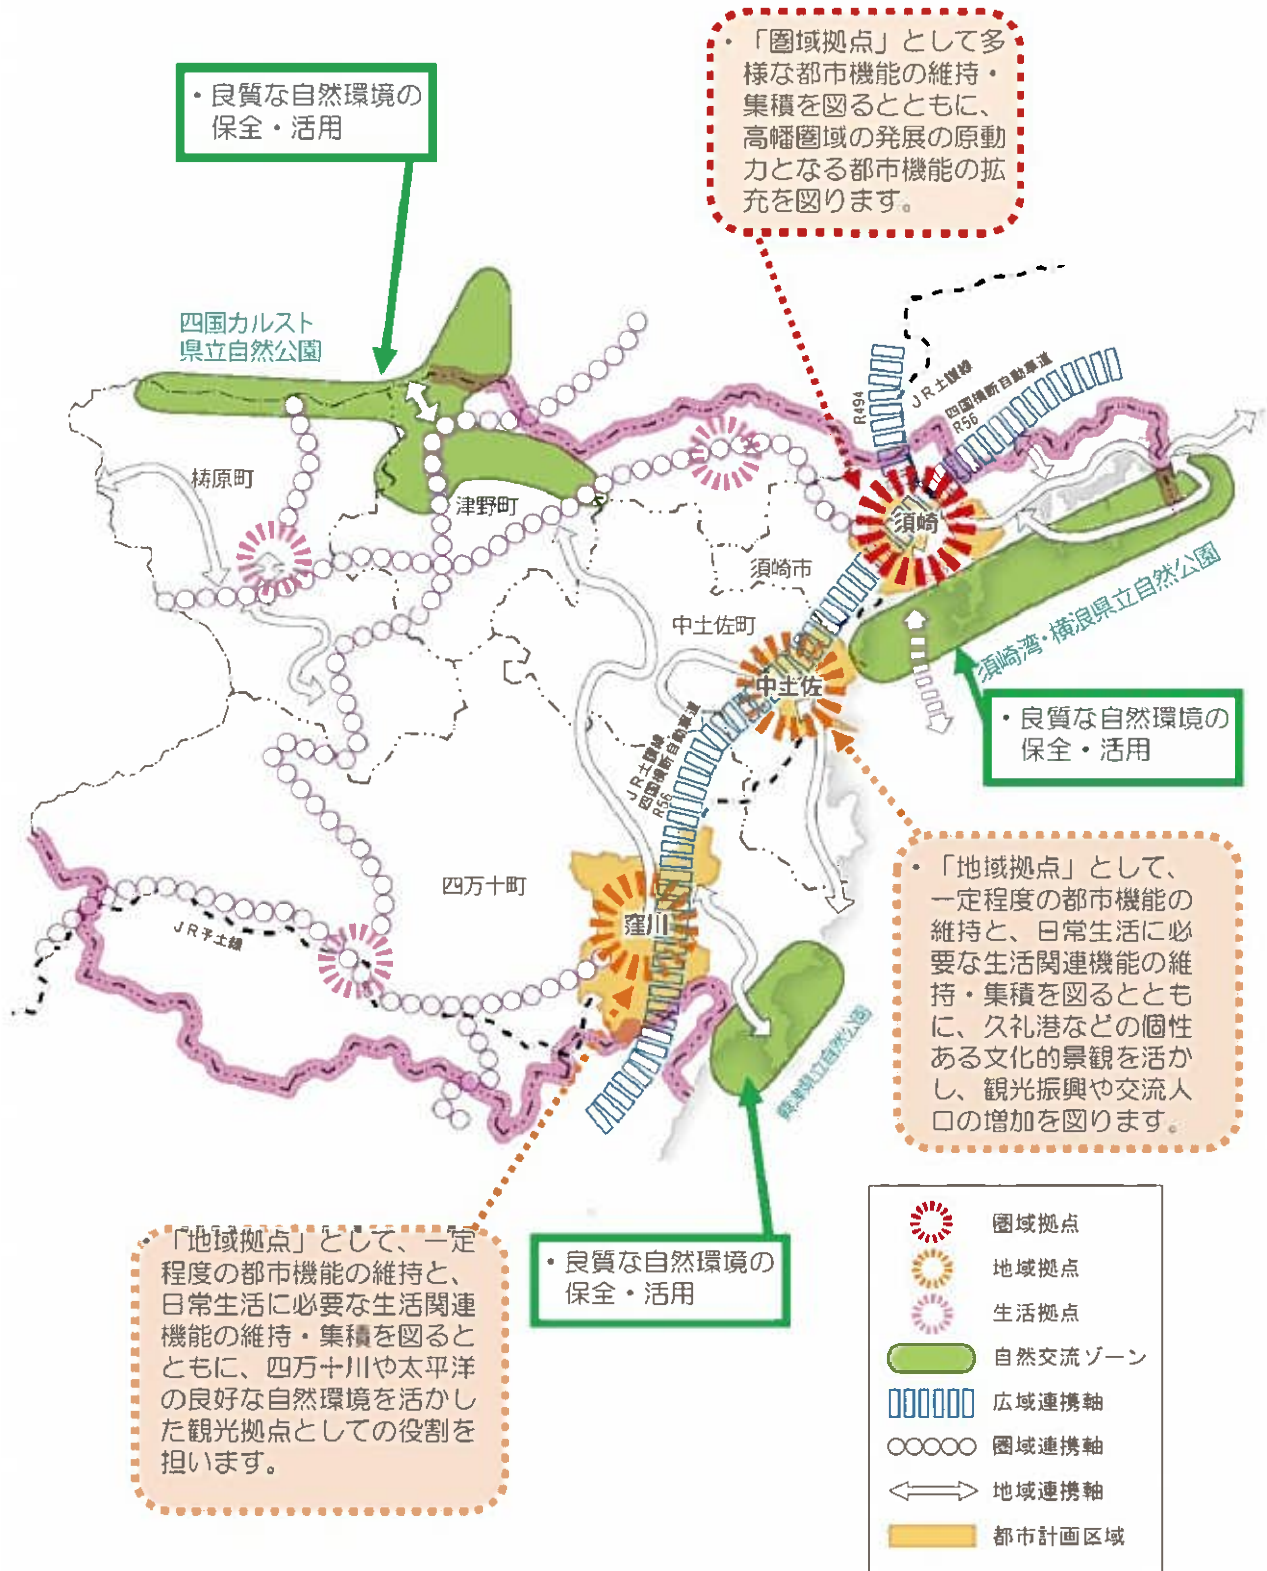 ・「圏域拠点」として多
様な都市機能の維持・
集積を図るとともに、
高幡圏域の発展の原動
力となる都市機能の拡
充を図ります。
・良質な自然環境の
保全・活用
四国カルスト
県立自然公園
R494
JR土讃線
四国横断自動車道
R56
梼原町
津野町
須崎
須崎市
中土佐町
須崎湾・横浪県立自然公園
中土佐
・良質な自然環境の
保全・活用
JR土讃線
四国横断自動車道
R56
・「地域拠点」として、
一定程度の都市機能の
維持と、日常生活に必
要な生活関連機能の維
持・集積を図るととも
に、久礼港などの個性
ある文化的景観を活か
し、観光振興や交流人
口の増加を図ります。
四万十町
窪川
JR予土線
興津県立自然公園
・「地域拠点」として、一定
程度の都市機能の維持と、
日常生活に必要な生活関連
機能の維持・集積を図ると
ともに、四万十川や太平洋
の良好な自然環境を活かし
た観光拠点としての役割を
担います。
・良質な自然環境の
保全・活用
圏域拠点
地域拠点
生活拠点
自然交流ゾーン
広域連携軸
圏域連携軸
地域連携軸
都市計画区域